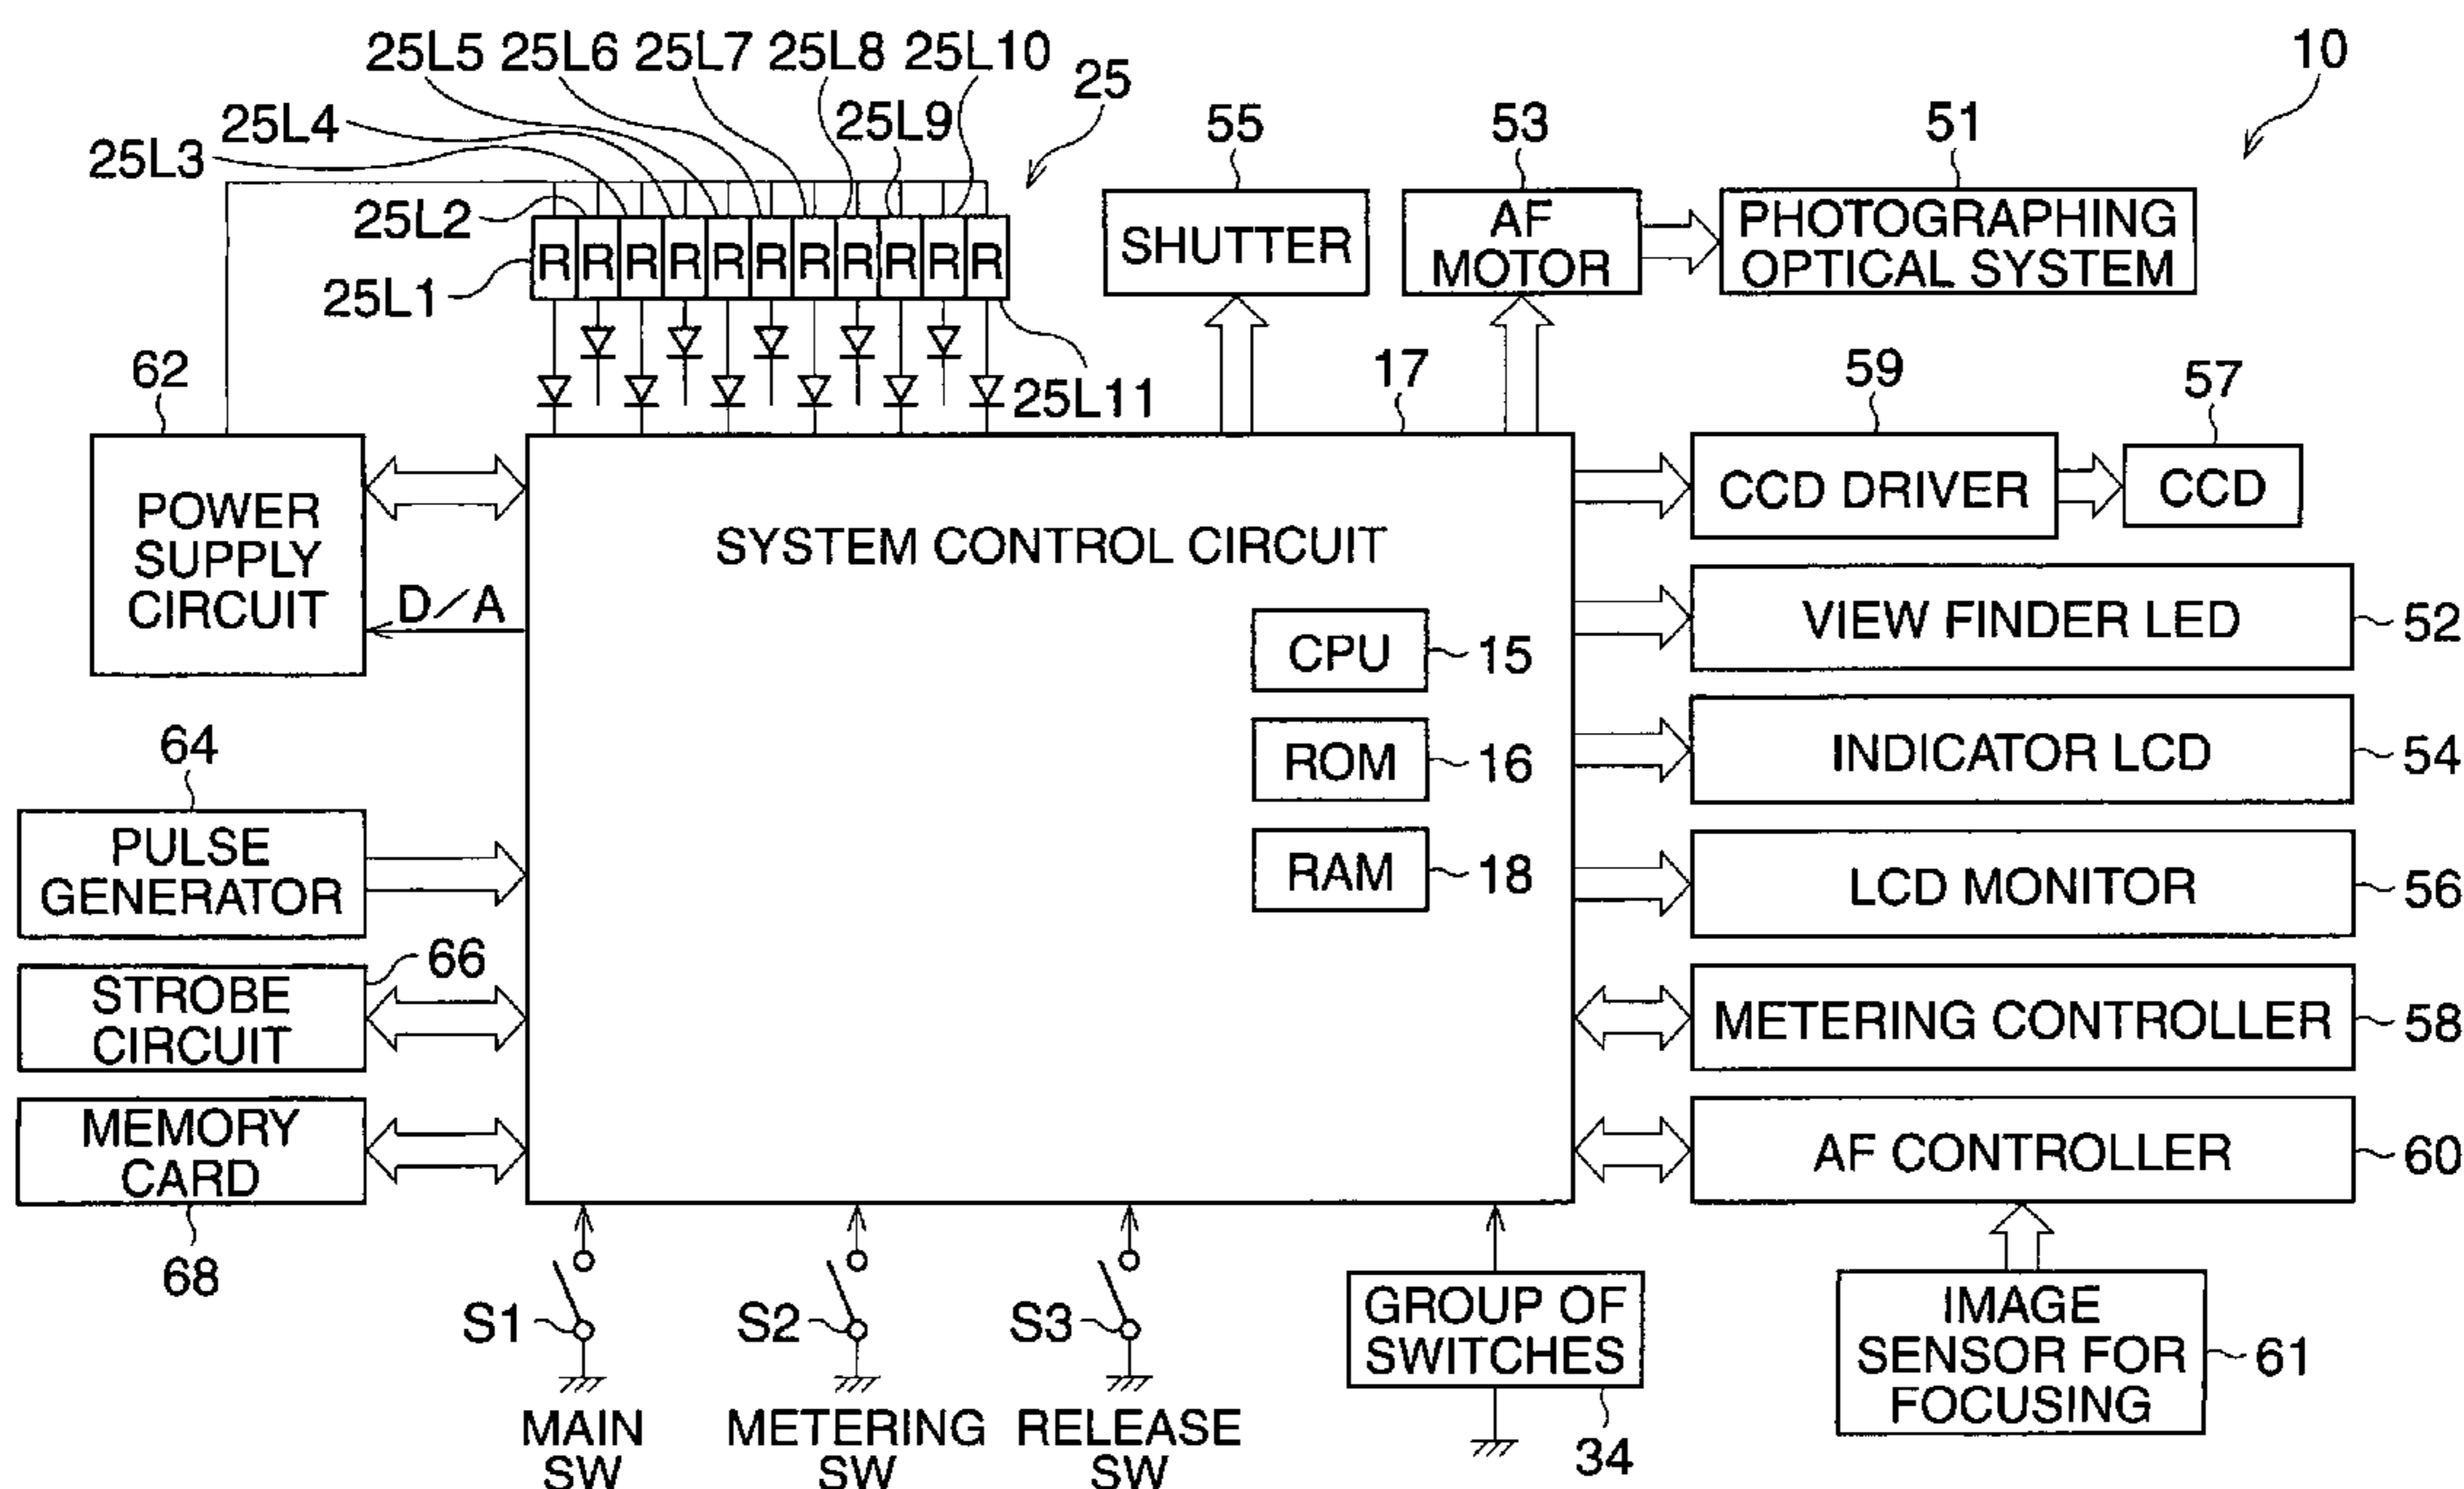 25L5 25L6 25L7 25L8 25L10
25
10
25L4
25L9
25L3
55
53
51
25L2
25L1
R R R R R R R R R R R
SHUTTER
AF
MOTOR
PHOTOGRAPHING
OPTICAL SYSTEM
25L11
62
17
59
57
POWER
SUPPLY
CIRCUIT
D/A
SYSTEM CONTROL CIRCUIT
CCD DRIVER
CCD
CPU
15
VIEW FINDER LED
52
ROM
16
INDICATOR LCD
54
RAM
18
LCD MONITOR
56
64
PULSE
GENERATOR
66
STROBE
CIRCUIT
METERING CONTROLLER
58
MEMORY
CARD
68
AF CONTROLLER
60
S1
S2
S3
MAIN
SW
METERING
SW
RELEASE
SW
GROUP OF
SWITCHES
34
IMAGE
SENSOR FOR
FOCUSING
61